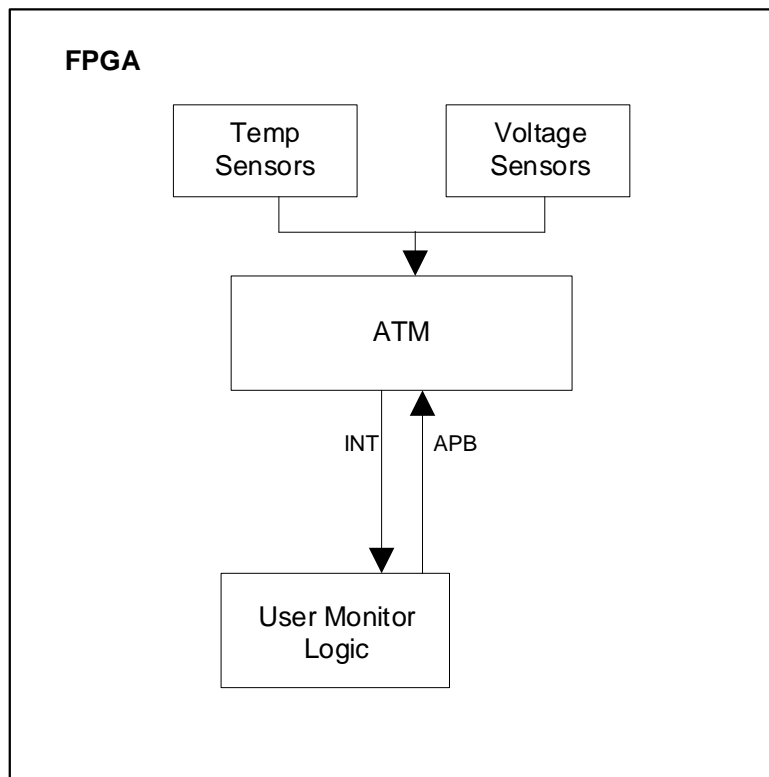 FPGA
Temp
Sensors
Voltage
Sensors
ATM
INT
APB
User Monitor
Logic